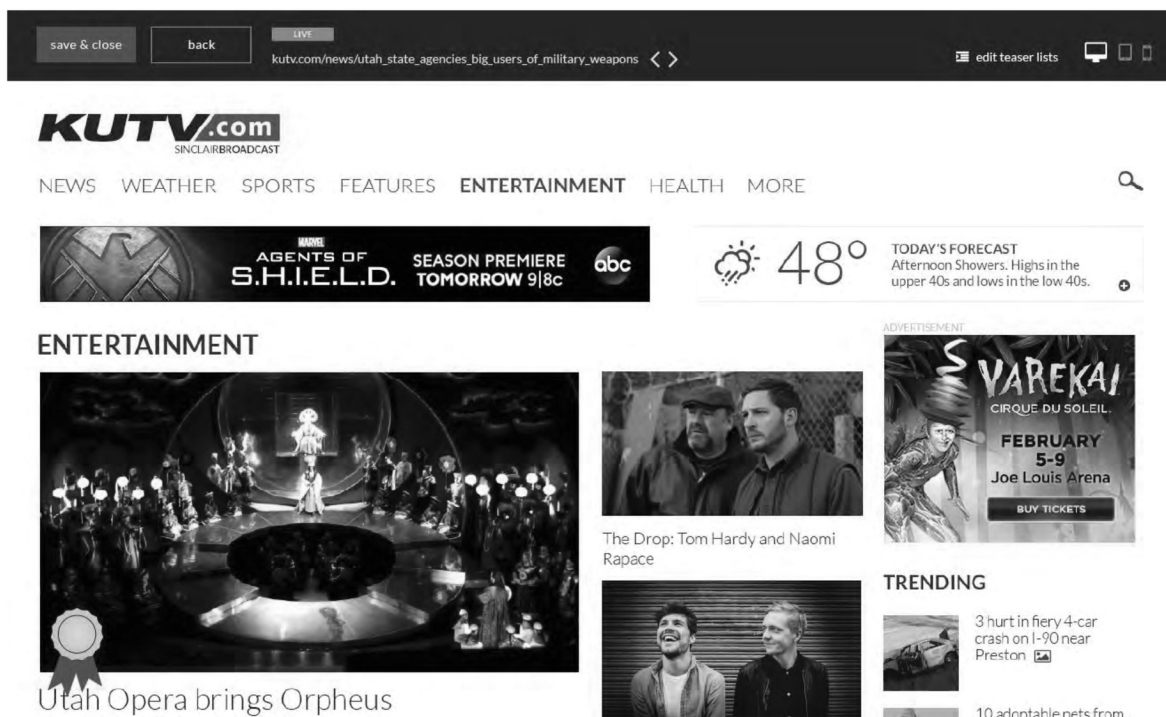 save & close
back
LIVE
kutv.com/news/utah_state_agencies_big_users_of_military_weapons
edit teaser lists
KUTV.com
SINCLAIRBROADCAST
NEWS WEATHER SPORTS FEATURES ENTERTAINMENT HEALTH MORE
MARVEL
AGENTS OF
S.H.I.E.L.D.
SEASON PREMIERE
TOMORROW 9|8c
abc
48°
TODAY'S FORECAST
Afternoon Showers. Highs in the
upper 40s and lows in the low 40s.
ENTERTAINMENT
Utah Opera brings Orpheus
The Drop: Tom Hardy and Naomi
Rapace
ADVERTISEMENT
VAREKAI
CIRQUE DU SOLEIL.
FEBRUARY
5-9
Joe Louis Arena
BUY TICKETS
TRENDING
3 hurt in fiery 4-car
crash on I-90 near
Preston
10 adoptable pets from